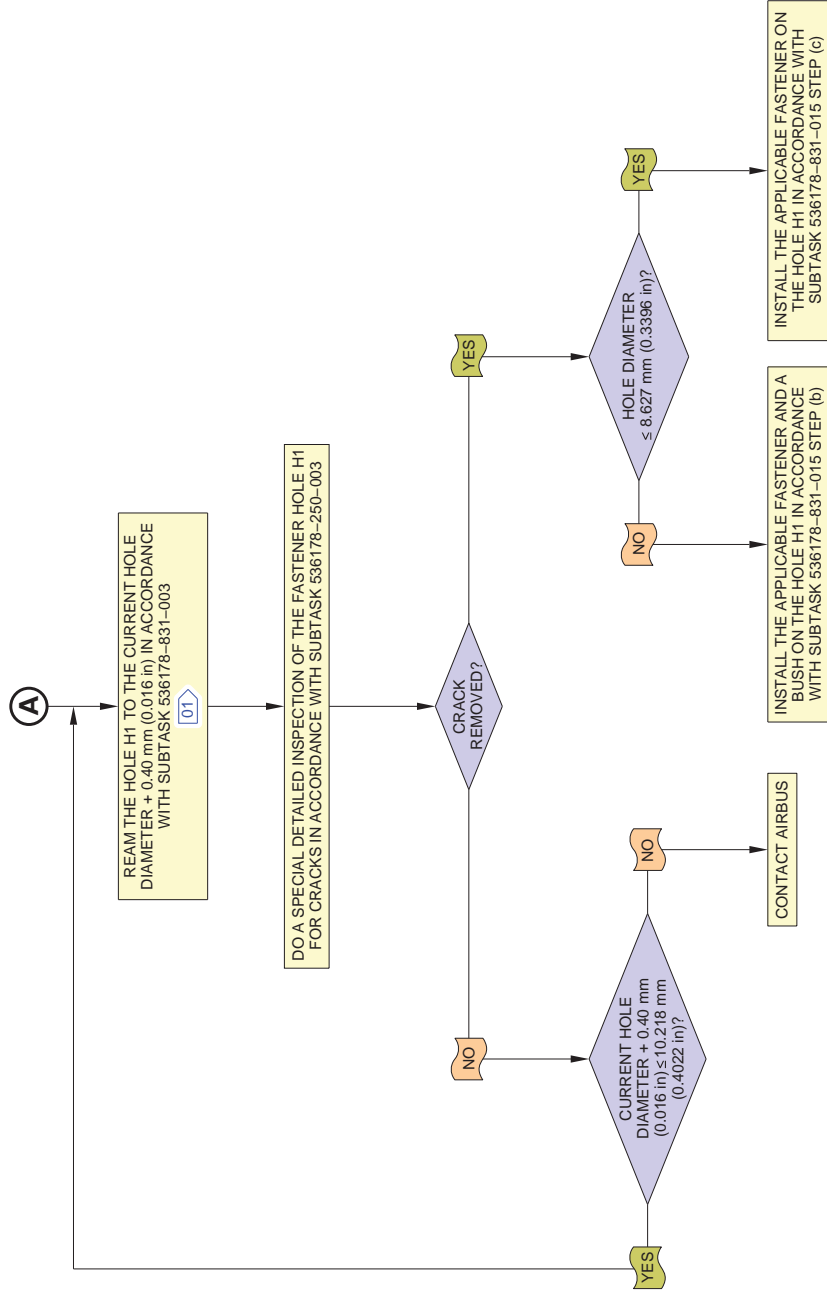 A
REAM THE HOLE H1 TO THE CURRENT HOLE
DIAMETER + 0.40 mm (0.016 in) IN ACCORDANCE
WITH SUBTASK 536178–831–003
01
DO A SPECIAL DETAILED INSPECTION OF THE FASTENER HOLE H1
FOR CRACKS IN ACCORDANCE WITH SUBTASK 536178–250–003
CRACK
REMOVED?
NO
YES
CURRENT HOLE
DIAMETER + 0.40 mm
(0.016 in) ≤ 10.218 mm
(0.4022 in)?
YES
NO
CONTACT AIRBUS
HOLE DIAMETER
≤ 8.627 mm (0.3396 in)?
NO
YES
INSTALL THE APPLICABLE FASTENER AND A
BUSH ON THE HOLE H1 IN ACCORDANCE
WITH SUBTASK 536178–831–015 STEP (b)
INSTALL THE APPLICABLE FASTENER ON
THE HOLE H1 IN ACCORDANCE WITH
SUBTASK 536178–831–015 STEP (c)